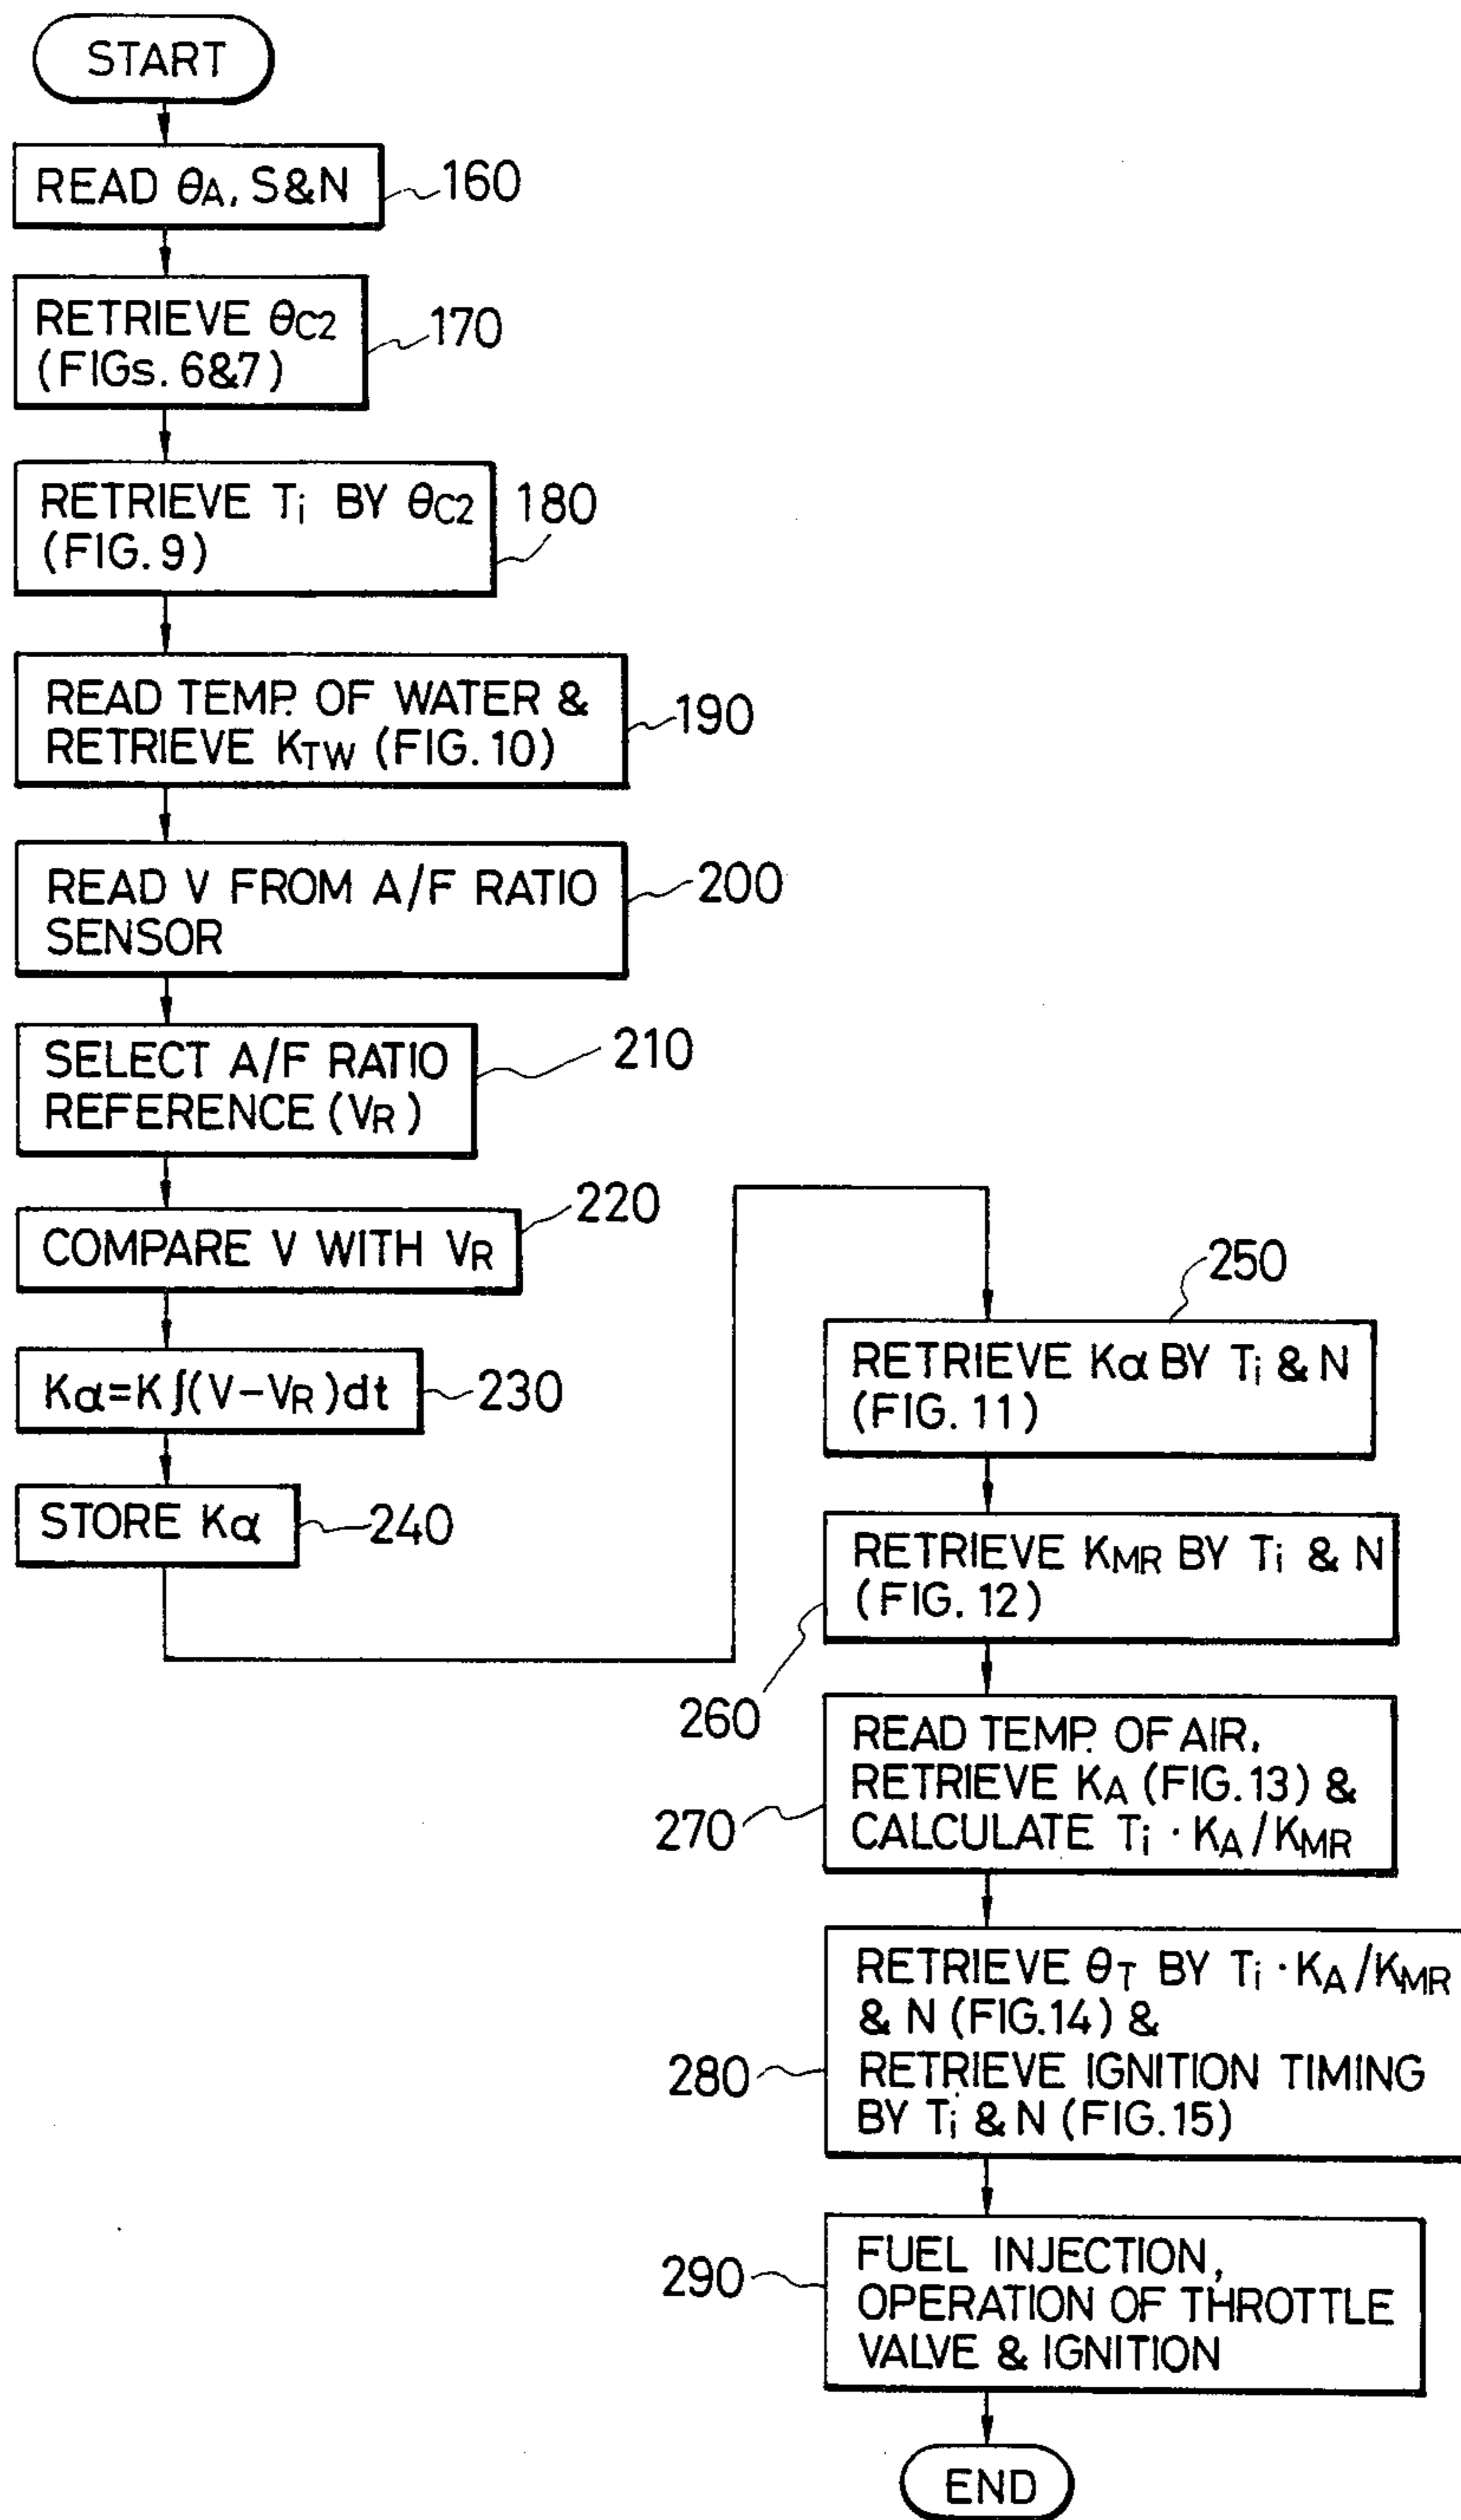 START
READ θA, S&N
160
RETRIEVE θC2
(FIGs. 6&7)
170
RETRIEVE Ti BY θC2
(FIG. 9)
180
READ TEMP. OF WATER &
RETRIEVE KTW (FIG. 10)
190
READ V FROM A/F RATIO
SENSOR
200
SELECT A/F RATIO
REFERENCE (VR)
210
COMPARE V WITH VR
220
Kα=K∫(V-VR)dt
230
STORE Kα
240
250
RETRIEVE Kα BY Ti & N
(FIG. 11)
RETRIEVE KMR BY Ti & N
(FIG. 12)
260
READ TEMP. OF AIR,
RETRIEVE KA (FIG. 13) &
CALCULATE Ti · KA/KMR
270
RETRIEVE θT BY Ti · KA/KMR
& N (FIG. 14) &
RETRIEVE IGNITION TIMING
BY Ti & N (FIG. 15)
280
FUEL INJECTION,
OPERATION OF THROTTLE
VALVE & IGNITION
290
END